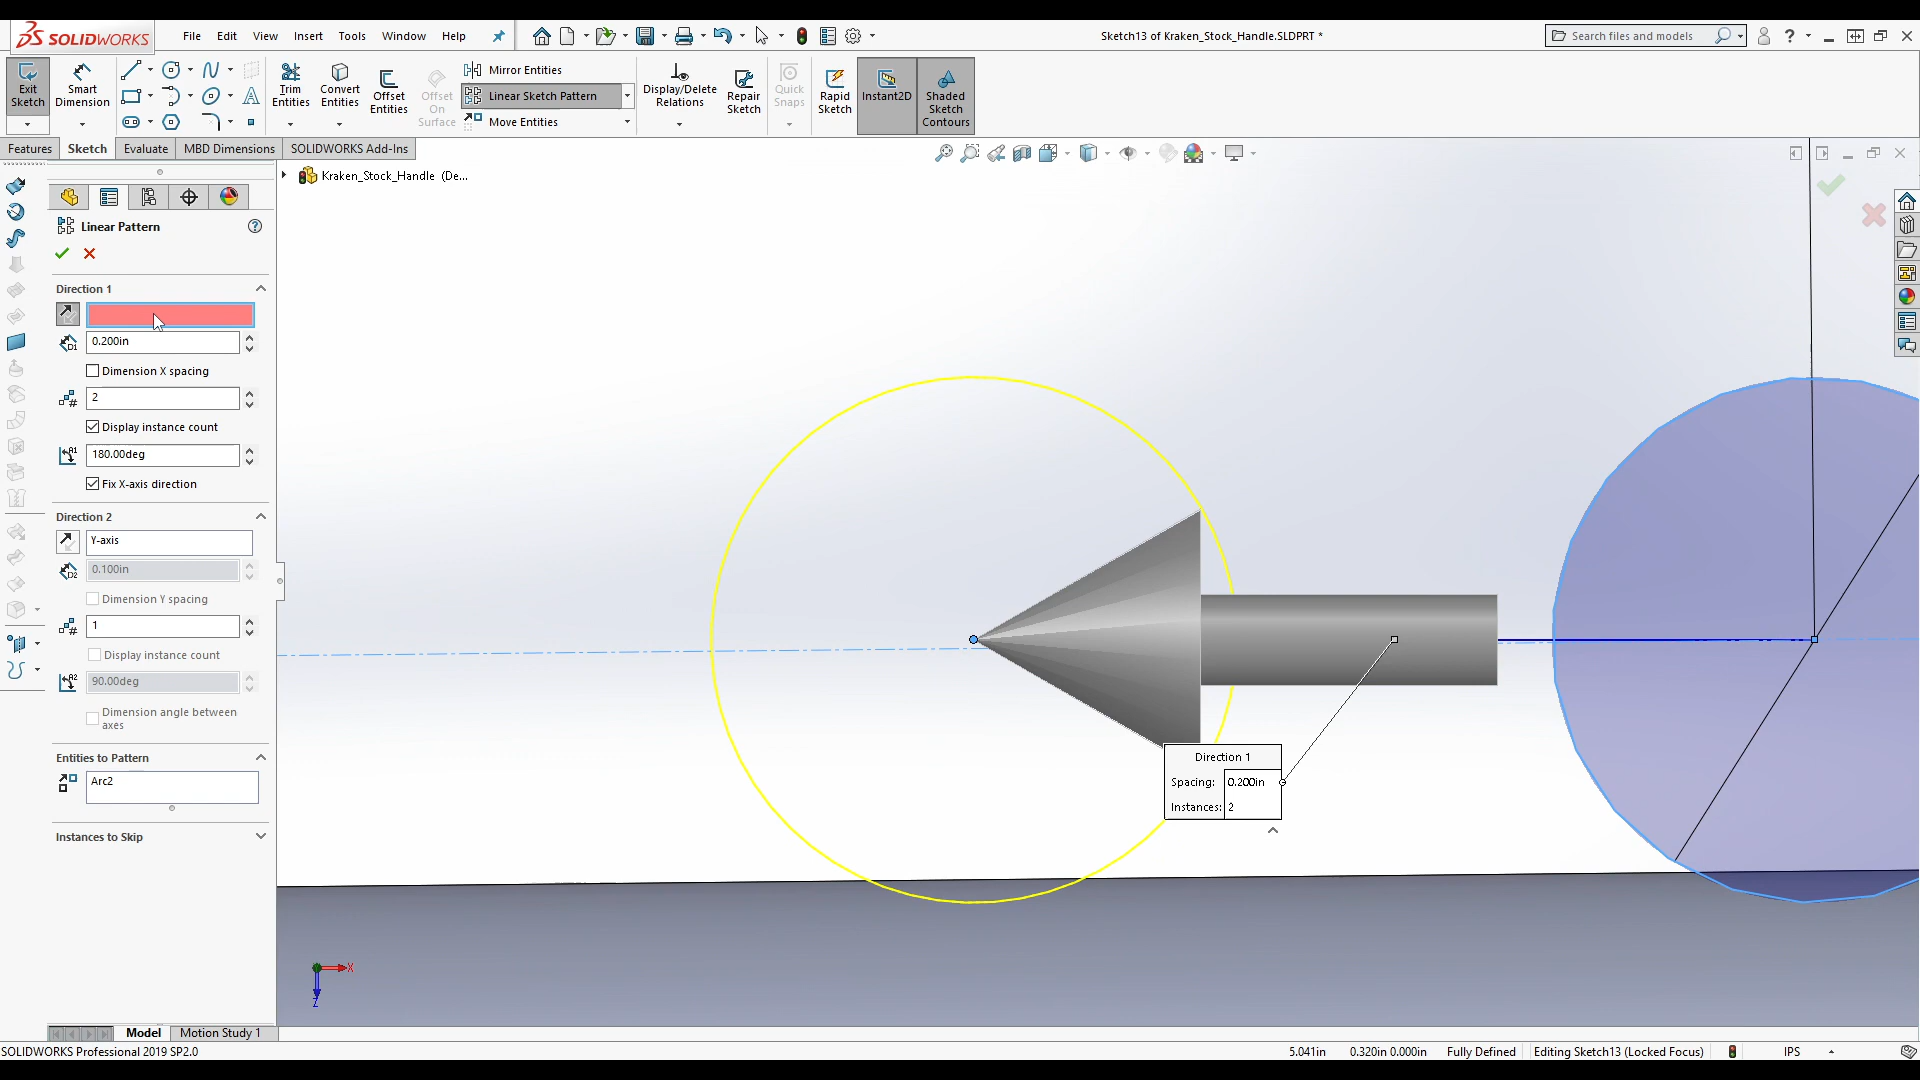 SOLIDWORKS
File Edit View Insert Tools Window Help
Sketch13 of Kraken_Stock_Handle.SLDPRT *
Search files and models
Exit Sketch
Smart Dimension
Trim Entities
Convert Entities
Offset Entities
Offset On Surface
Mirror Entities
Linear Sketch Pattern
Move Entities
Display/Delete Relations
Repair Sketch
Quick Snaps
Rapid Sketch
Instant2D
Shaded Sketch Contours
Features Sketch Evaluate MBD Dimensions SOLIDWORKS Add-Ins
Kraken_Stock_Handle (De...
Linear Pattern
Direction 1
0.200in
Dimension X spacing
2
Display instance count
180.00deg
Fix X-axis direction
Direction 2
Y-axis
0.100in
Dimension Y spacing
1
Display instance count
90.00deg
Dimension angle between
axes
Entities to Pattern
Arc2
Instances to Skip
Direction 1
Spacing: 0.200in
Instances: 2
X
Z
Model Motion Study 1
SOLIDWORKS Professional 2019 SP2.0
5.041in 0.320in 0.000in Fully Defined Editing Sketch13 (Locked Focus) IPS